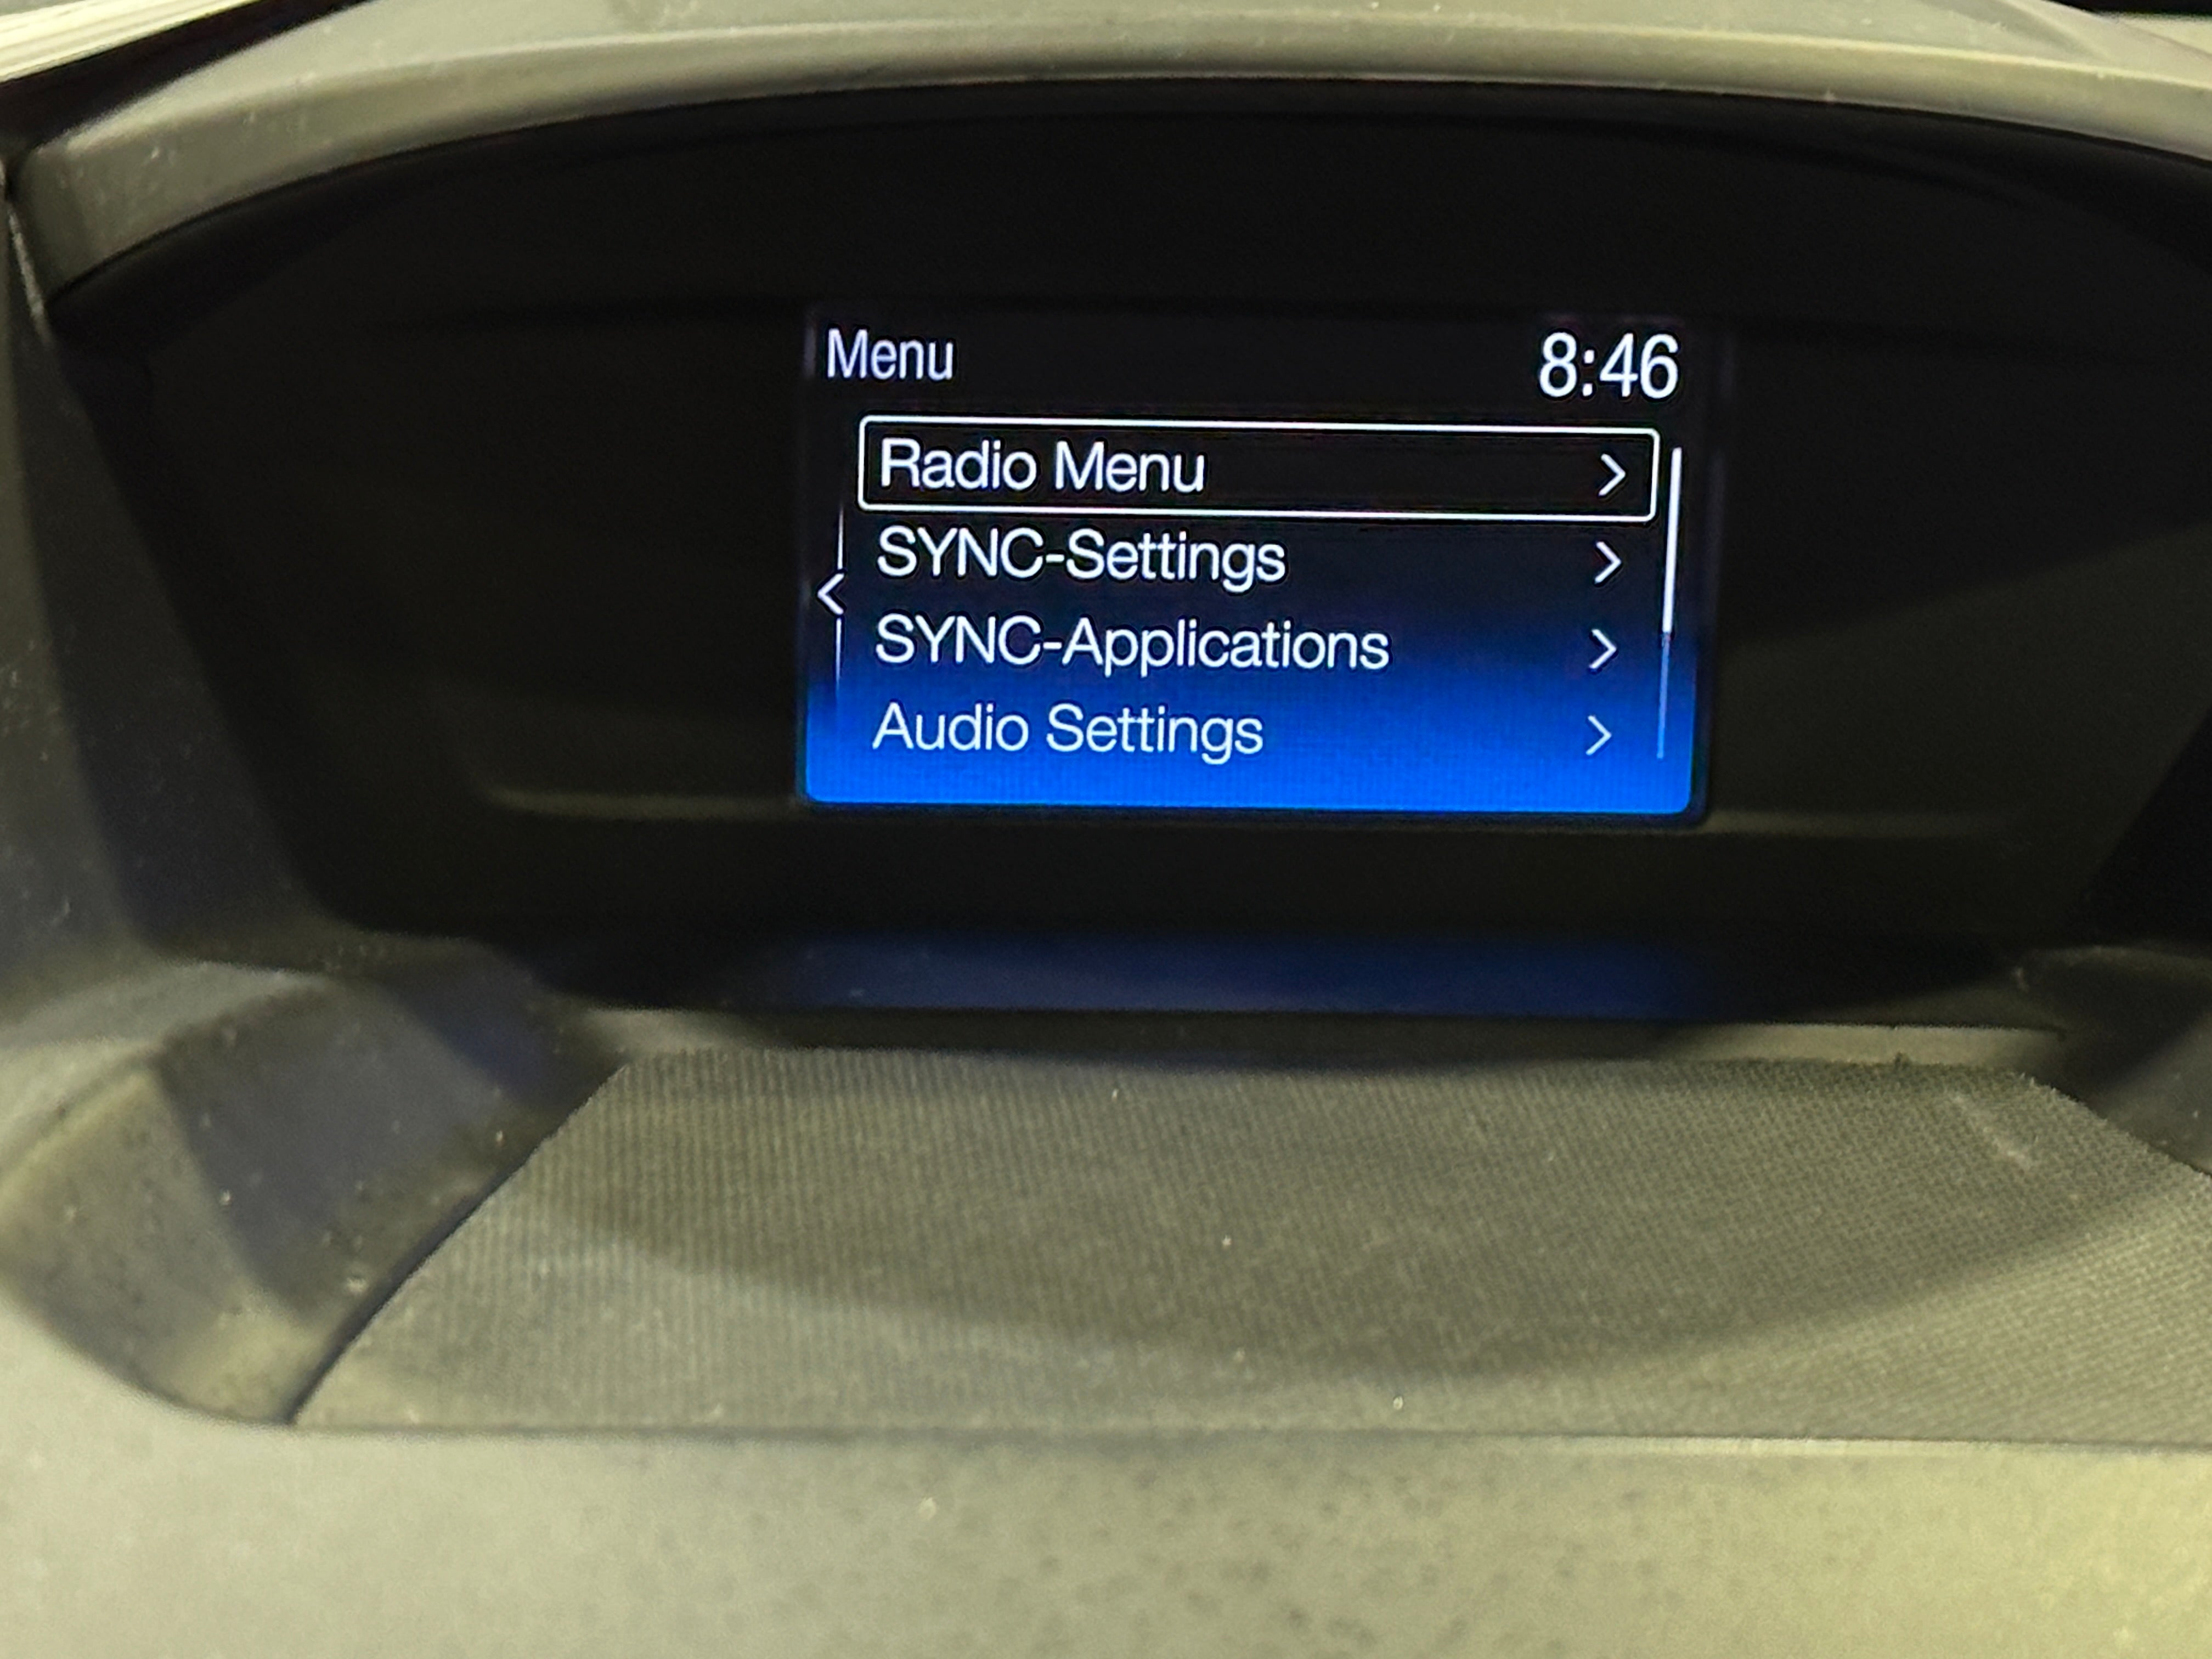 Menu 8:46
Radio Menu
SYNC-Settings
SYNC-Applications
Audio Settings